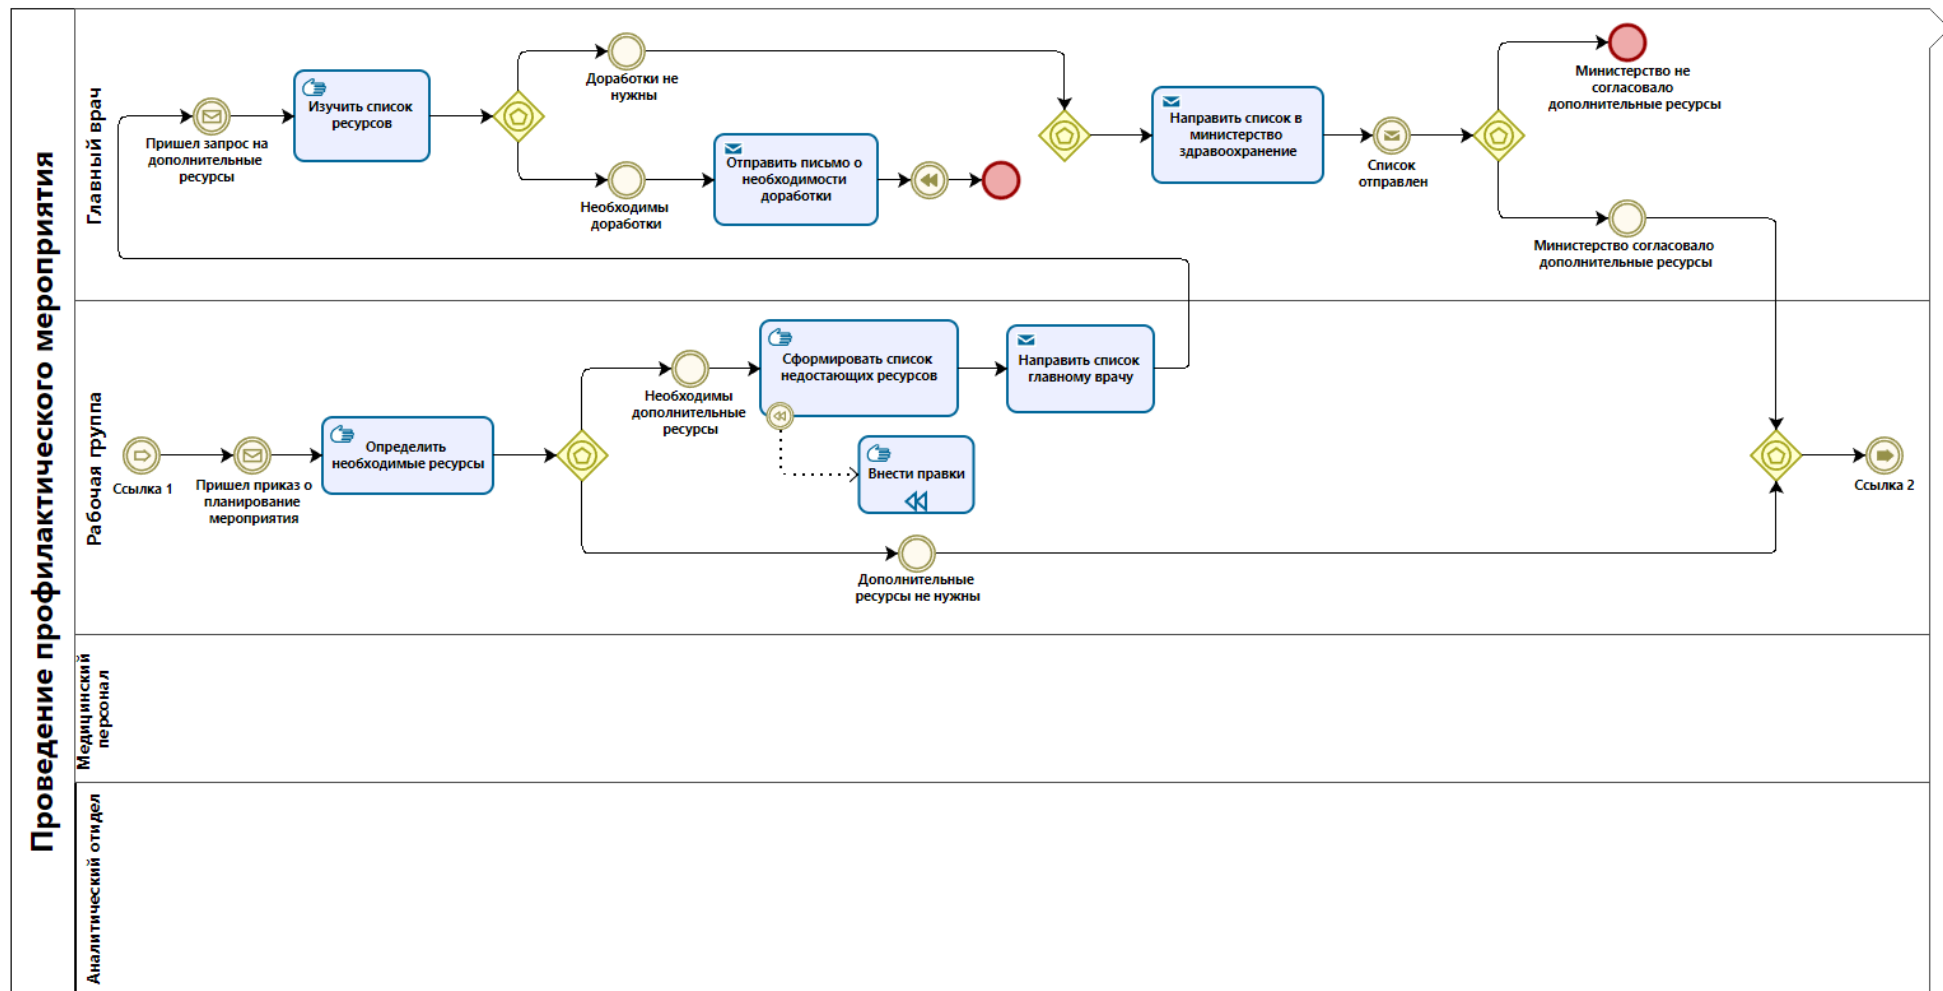 Проведение профилактического мероприятия
Главный врач
Пришел запрос на
дополнительные
ресурсы
Изучить список
ресурсов
Доработки не
нужны
Необходимы
доработки
Отправить письмо о
необходимости
доработки
Направить список в
министерство
здравоохранение
Список
отправлен
Министерство не
согласовало
дополнительные ресурсы
Министерство согласовало
дополнительные ресурсы
Рабочая группа
Ссылка 1
Пришел приказ о
планирование
мероприятия
Определить
необходимые ресурсы
Необходимы
дополнительные
ресурсы
Сформировать список
недостающих ресурсов
Направить список
главному врачу
Внести правки
Дополнительные
ресурсы не нужны
Ссылка 2
Медицинский
персонал
Аналитический отидел